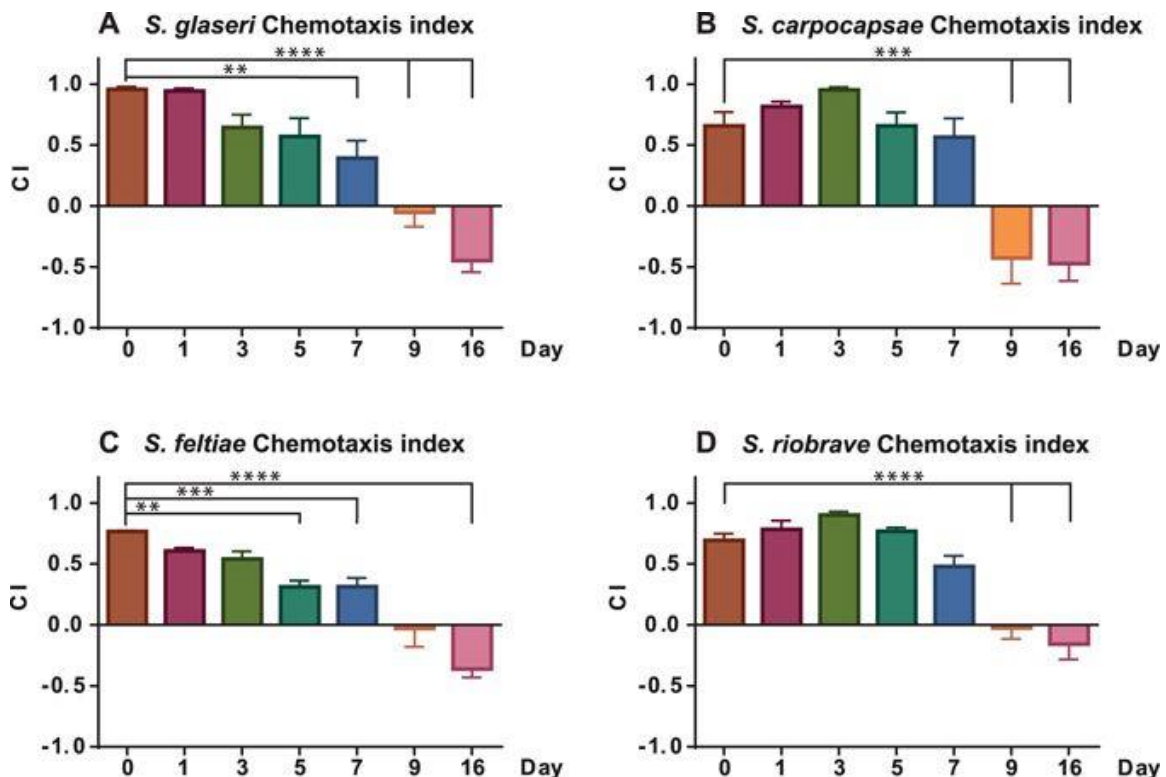 A S. glaseri Chemotaxis index
****
**
1.0
0.5
0.0
-0.5
-1.0
CI
0 1 3 5 7 9 16 Day
B S. carpocapsae Chemotaxis index
***
1.0
0.5
0.0
-0.5
-1.0
CI
0 1 3 5 7 9 16 Day
C S. feltiae Chemotaxis index
****
***
**
1.0
0.5
0.0
-0.5
-1.0
CI
0 1 3 5 7 9 16 Day
D S. riobrave Chemotaxis index
****
1.0
0.5
0.0
-0.5
-1.0
CI
0 1 3 5 7 9 16 Day